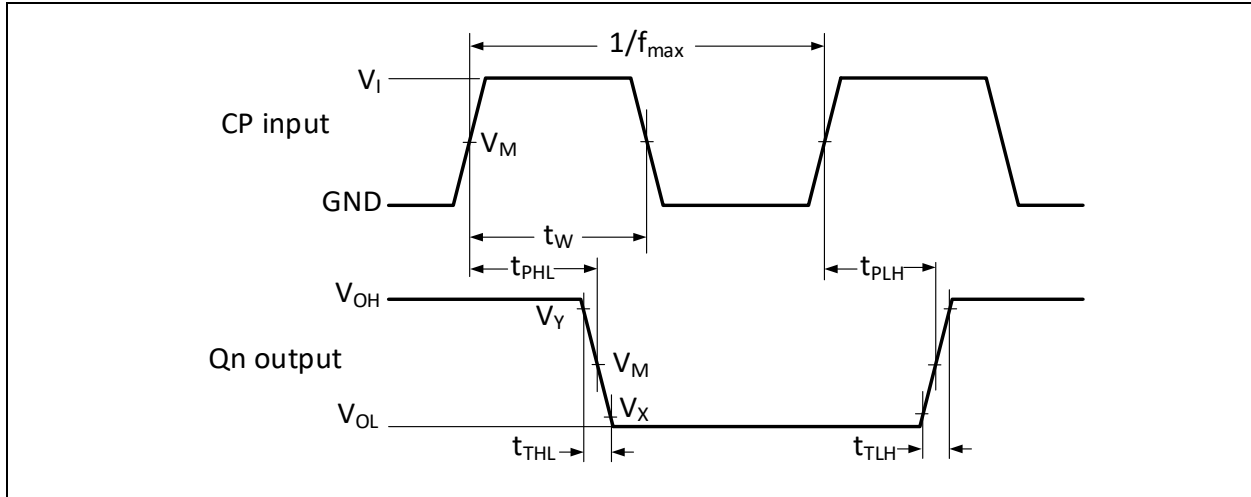 1/fmax
VI
CP input
VM
GND
tW
tPHL
tPLH
VOH
VY
Qn output
VM
VX
VOL
tTHL
tTLH